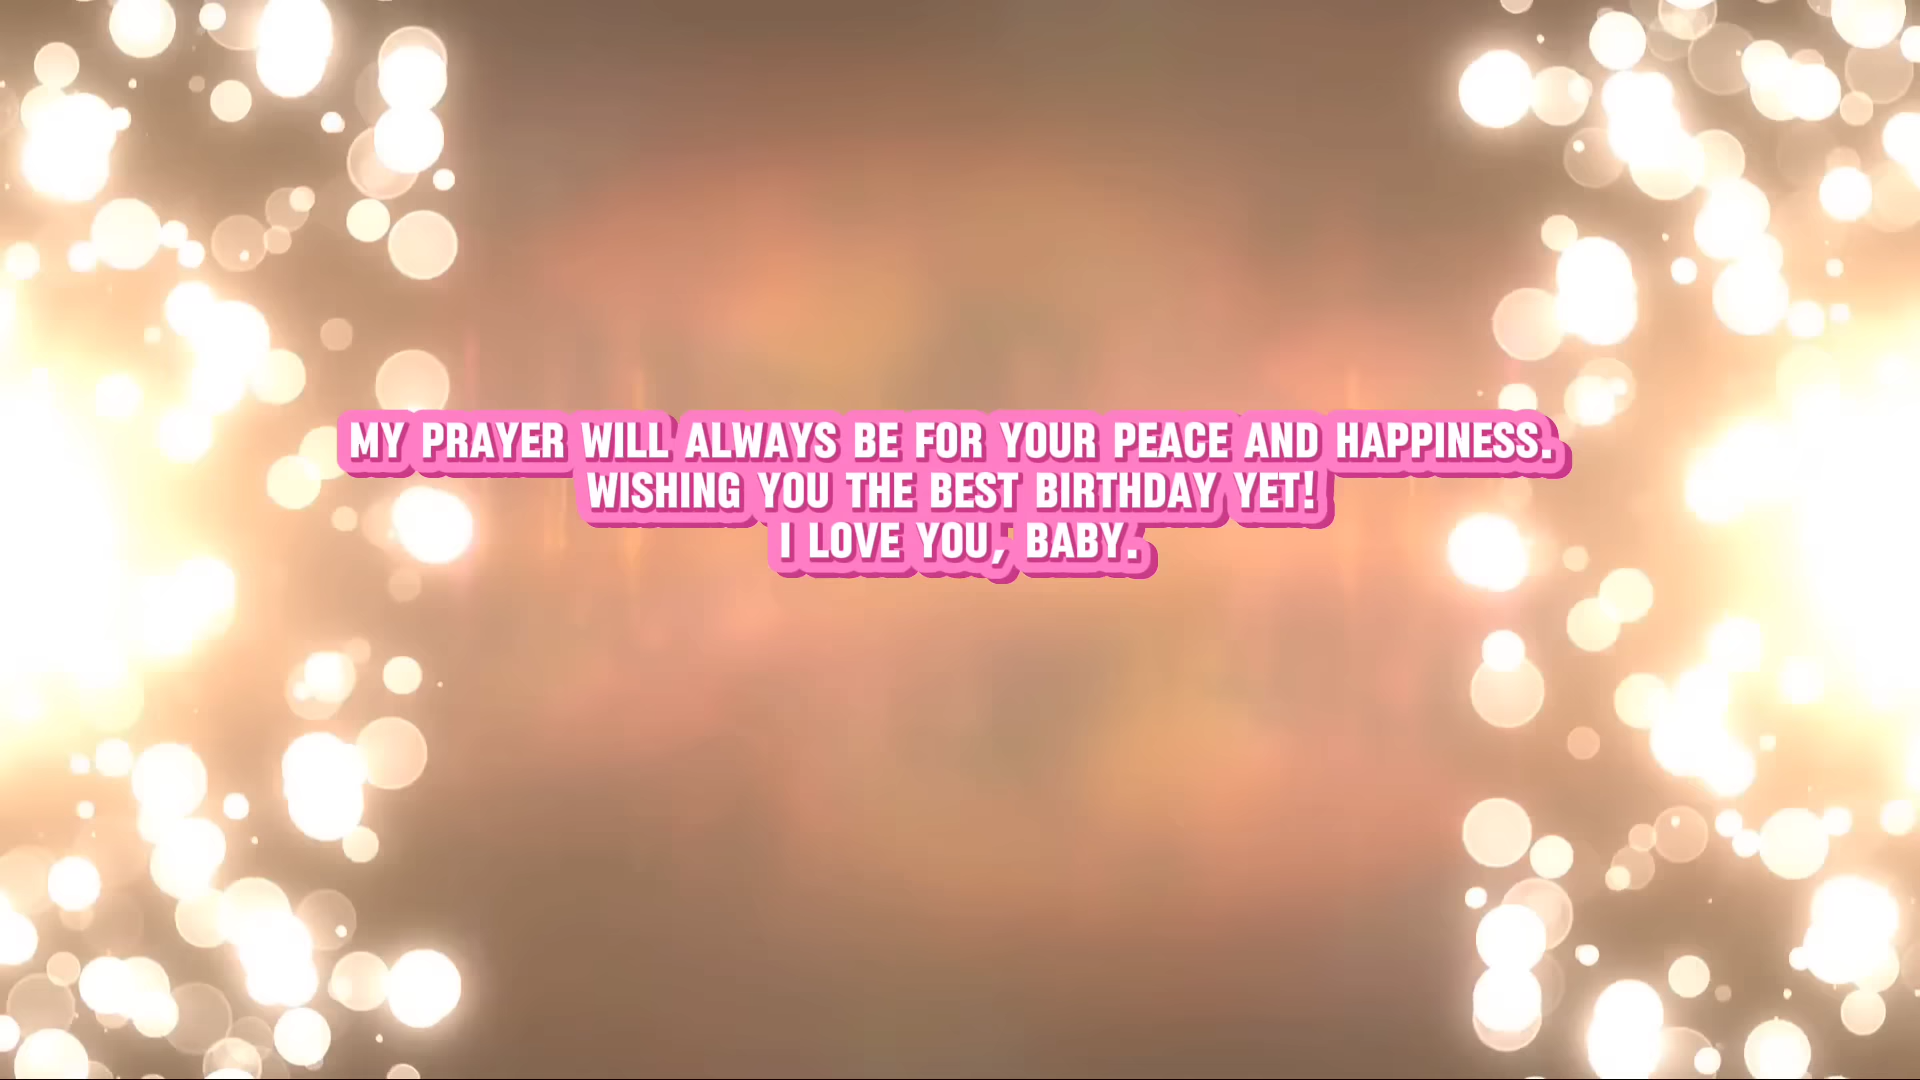 MY PRAYER WILL ALWAYS BE FOR YOUR PEACE AND HAPPINESS.
WISHING YOU THE BEST BIRTHDAY YET!
I LOVE YOU, BABY.